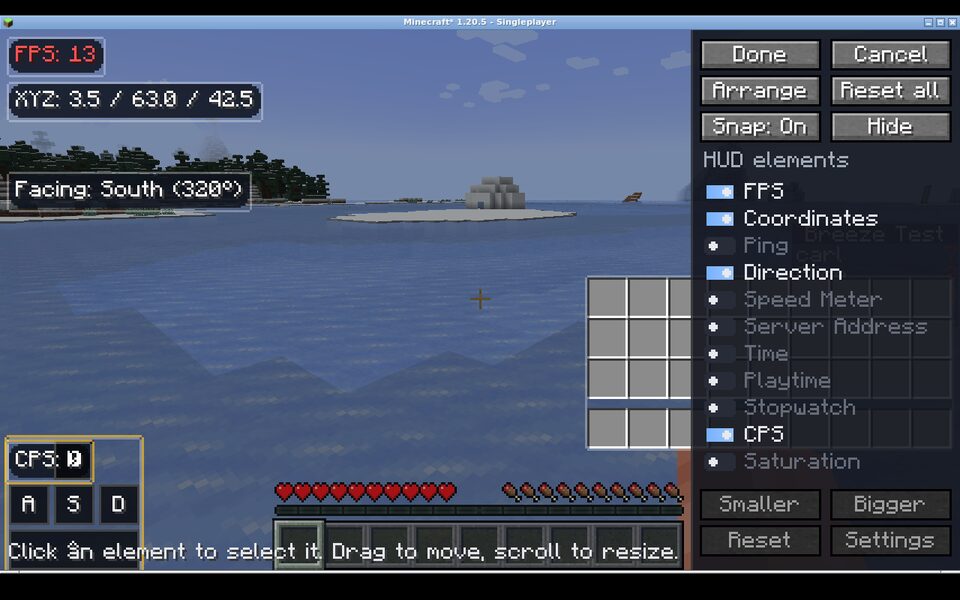 Minecraft* 1.20.5 - Singleplayer
FPS: 13
XYZ: 3.5 / 63.0 / 42.5
Facing: South (320°)
Done
Cancel
Arrange
Reset all
Snap: On
Hide
HUD elements
FPS
Coordinates
Ping
Breeze Test
Direction
Speed Meter
Server Address
Time
Playtime
Stopwatch
CPS
Saturation
CPS: 0
A
S
D
Smaller
Bigger
Reset
Settings
Click an element to select it. Drag to move, scroll to resize.